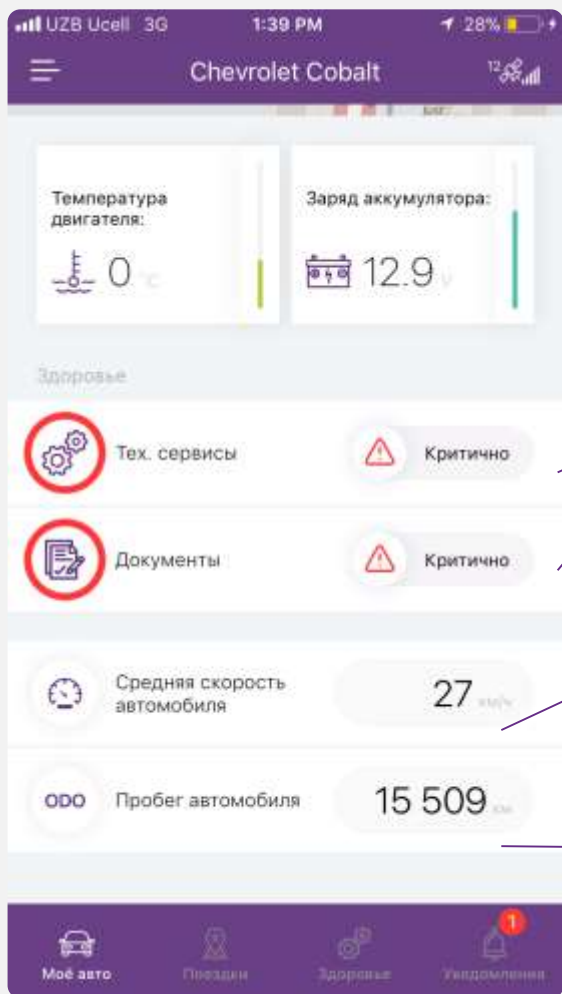 UZB Ucell 3G 1:39 PM 28%
Chevrolet Cobalt 12
Температура
двигателя:
0 °C
Заряд аккумулятора:
12.9 V
Здоровье
Тех. сервисы Критично
Документы Критично
Средняя скорость
автомобиля
27 км/ч
ODO Пробег автомобиля 15 509 км
1
Моё авто Поездки Здоровье Уведомления